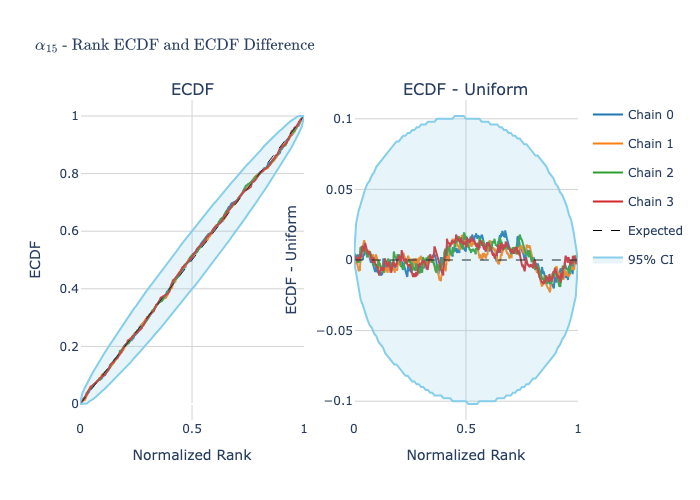 α₁₅ - Rank ECDF and ECDF Difference
ECDF
ECDF - Uniform
ECDF
1
0.8
0.6
0.4
0.2
0
0
0.5
1
Normalized Rank
ECDF - Uniform
0.1
0.05
0
−0.05
−0.1
0
0.5
1
Normalized Rank
Chain 0
Chain 1
Chain 2
Chain 3
Expected
95% CI